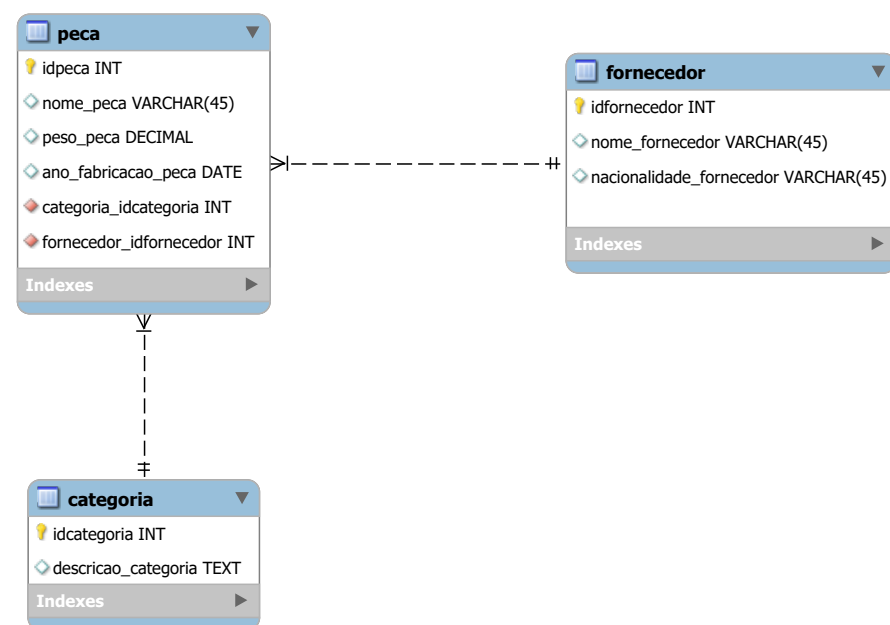 peca
idpeca INT
nome_peca VARCHAR(45)
peso_peca DECIMAL
ano_fabricacao_peca DATE
categoria_idcategoria INT
fornecedor_idfornecedor INT
Indexes
fornecedor
idfornecedor INT
nome_fornecedor VARCHAR(45)
nacionalidade_fornecedor VARCHAR(45)
Indexes
categoria
idcategoria INT
descricao_categoria TEXT
Indexes